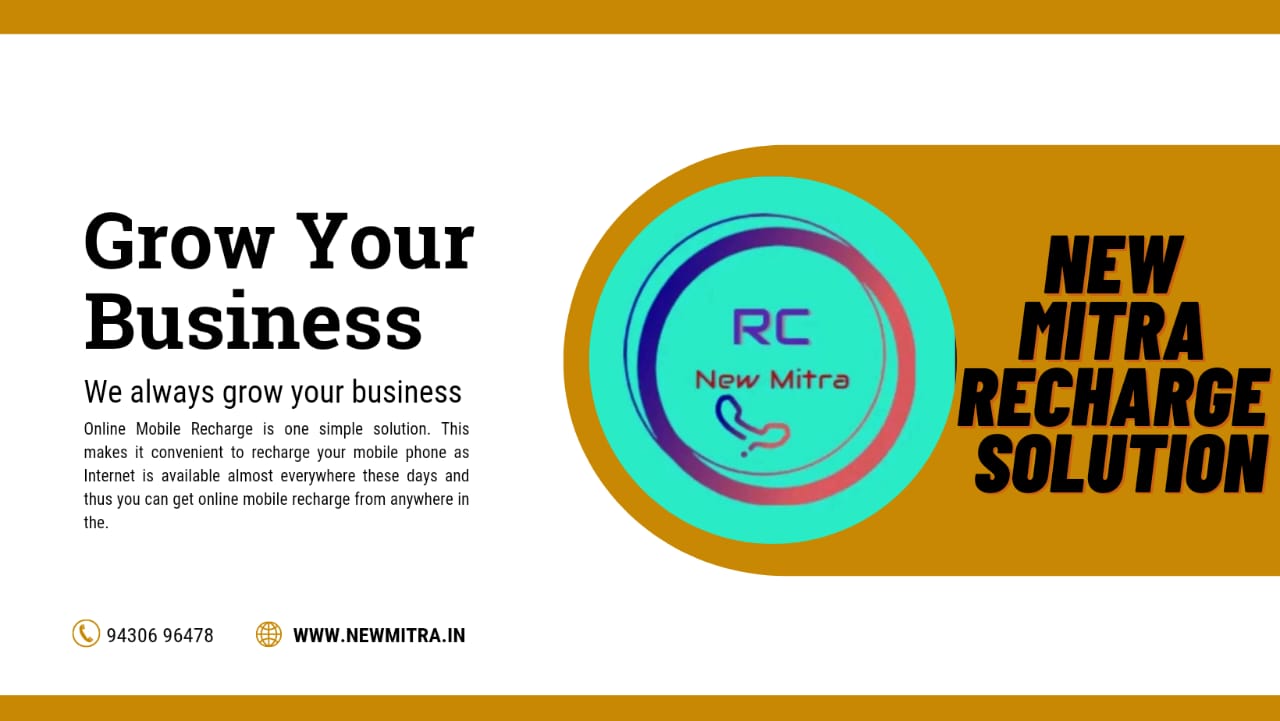 Grow Your
Business
We always grow your business
Online Mobile Recharge is one simple solution. This
makes it convenient to recharge your mobile phone as
Internet is available almost everywhere these days and
thus you can get online mobile recharge from anywhere in
the.
94306 96478
WWW.NEWMITRA.IN
RC
New Mitra
NEW
MITRA
RECHARGE
SOLUTION